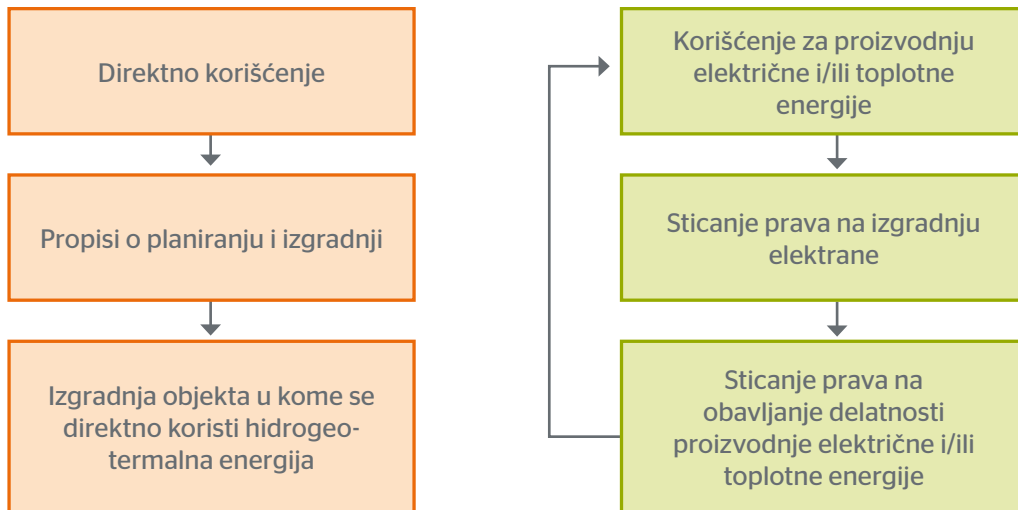 Direktno korišćenje
Propisi o planiranju i izgradnji
Izgradnja objekta u kome se
direktno koristi hidrogeo-
termalna energija
Korišćenje za proizvodnju
električne i/ili toplotne
energije
Sticanje prava na izgradnju
elektrane
Sticanje prava na
obavljanje delatnosti
proizvodnje električne i/ili
toplotne energije